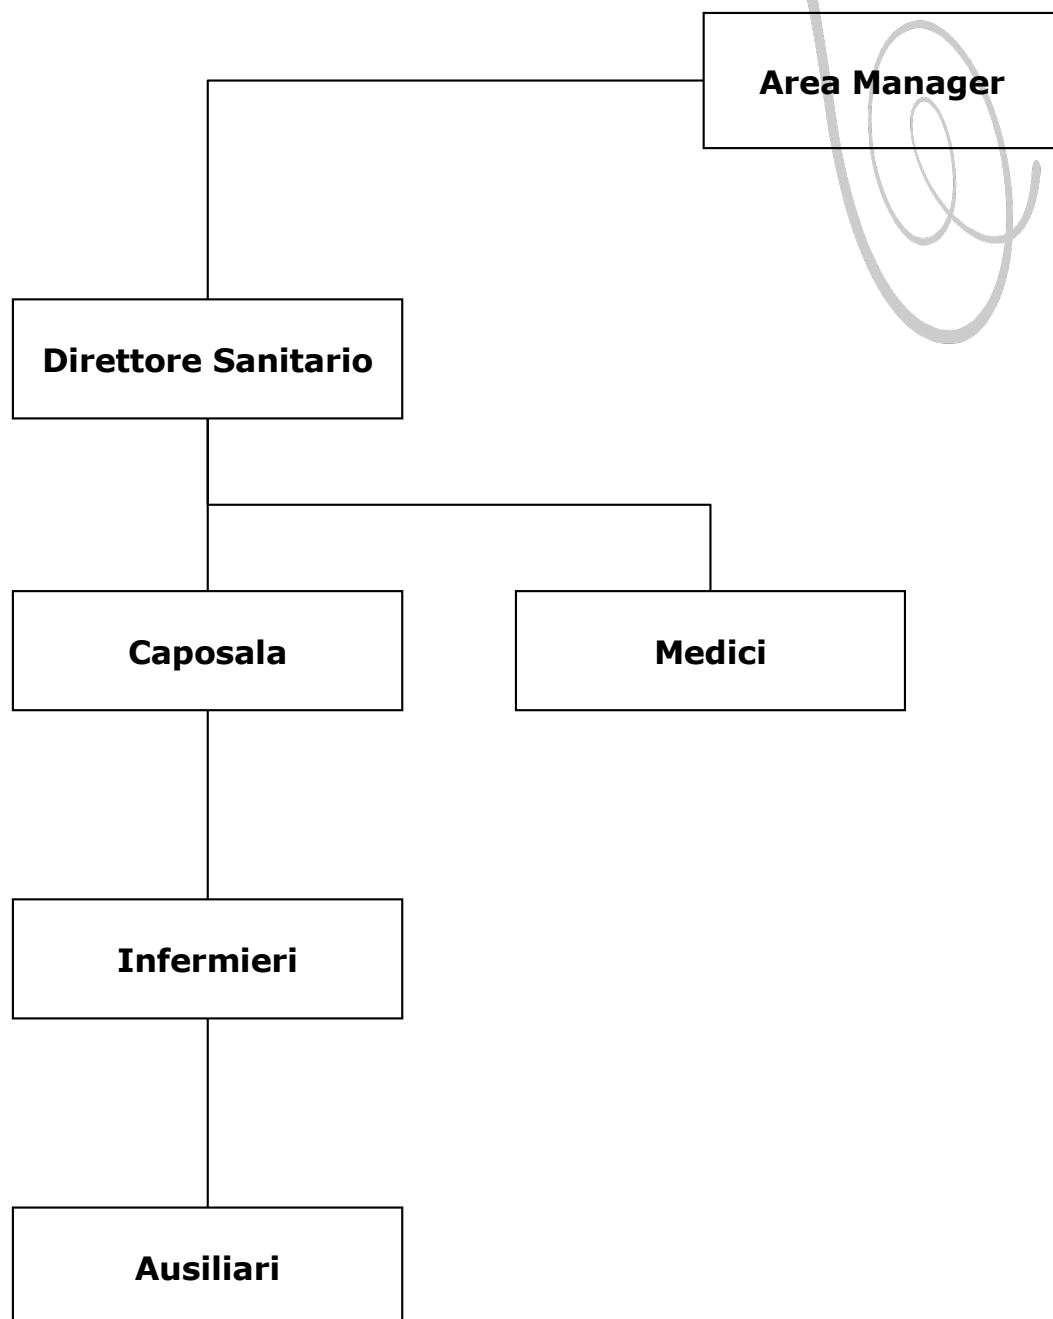 Area Manager
Direttore Sanitario
Caposala
Medici
Infermieri
Ausiliari